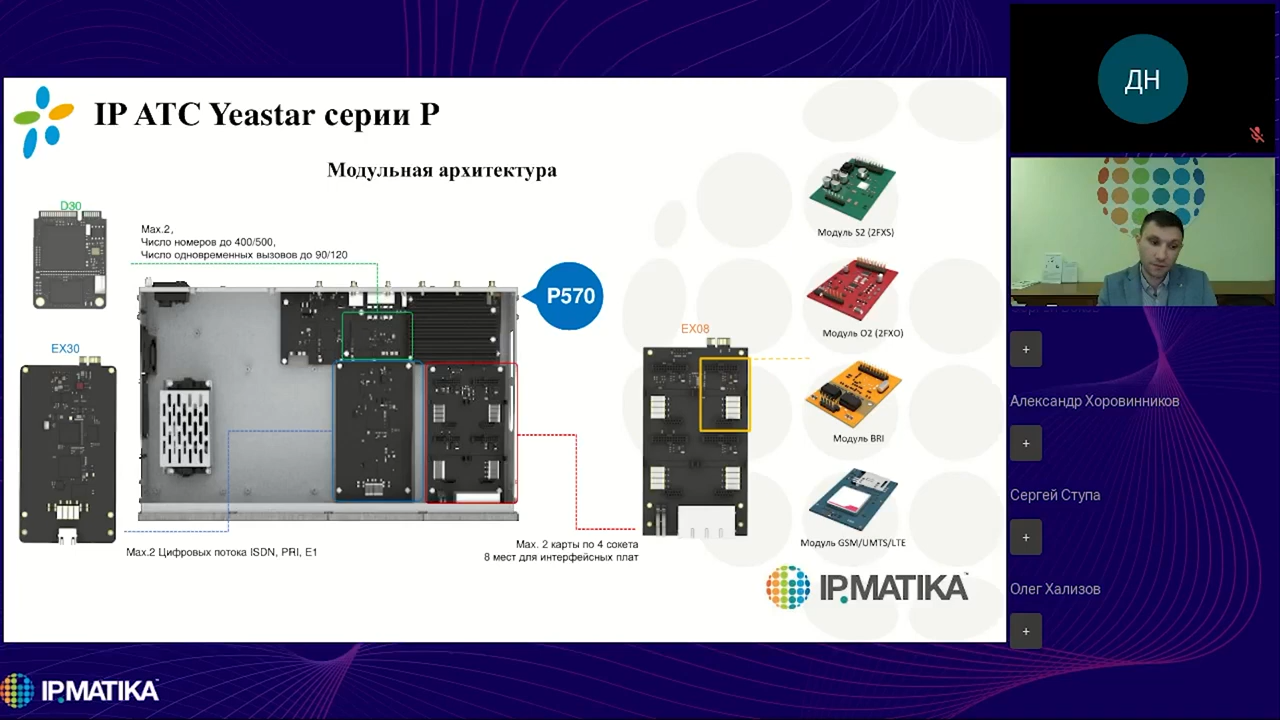 IP АТС Yeastar серии P
Модульная архитектура
D30
Max.2,
Число номеров до 400/500,
Число одновременных вызовов до 90/120
P570
EX30
Max.2 Цифровых потока ISDN, PRI, E1
Max. 2 карты по 4 сокета
8 мест для интерфейсных плат
EX08
Модуль S2 (2FXS)
Модуль O2 (2FXO)
Модуль BRI
Модуль GSM/UMTS/LTE
IPMATIKA™
IPMATIKA
ДН
+
Александр Хоровинников
+
Сергей Ступа
+
Олег Хализов
+